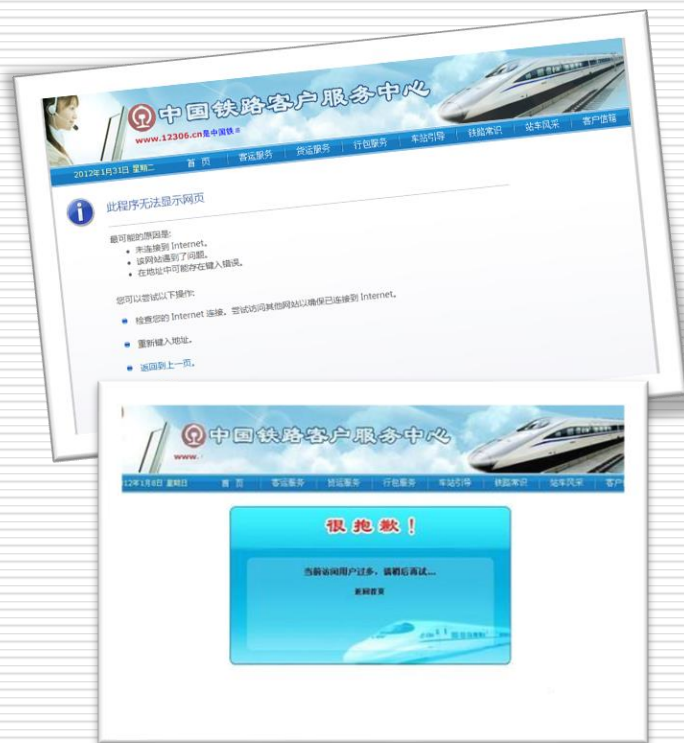 中国铁路客户服务中心
www.12306.cn是中国铁
2012年1月31日 星期二 首 页 客运服务 货运服务 行包服务 车站引导 铁路常识 站车风采 客户信箱
此程序无法显示网页
最可能的原因是:
• 未连接到 Internet。
• 该网站遇到了问题。
• 在地址中可能存在键入错误。
您可以尝试以下操作:
检查您的 Internet 连接。尝试访问其他网站以确保已连接到 Internet。
重新键入地址。
返回到上一页。
中国铁路客户服务中心
www.
12年1月8日 星期日 首 页 客运服务 货运服务 行包服务 车站引导 铁路常识 站车风采 客户
很抱歉！
当前访问用户过多，请稍后再试...
返回首页